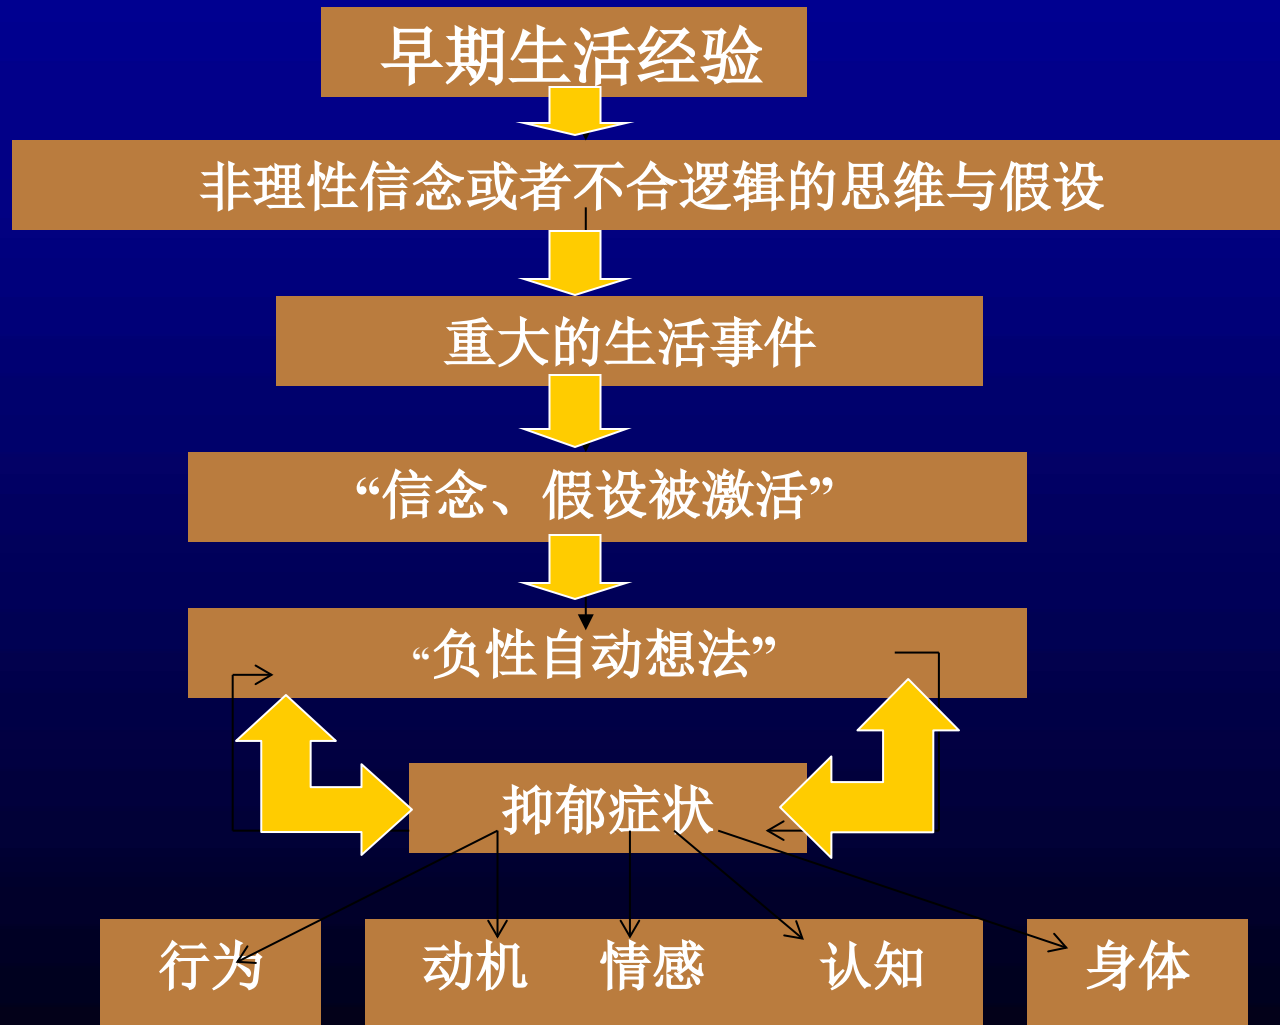 早期生活经验
非理性信念或者不合逻辑的思维与假设
重大的生活事件
“信念、假设被激活”
“负性自动想法”
抑郁症状
行为 动机 情感 认知 身体